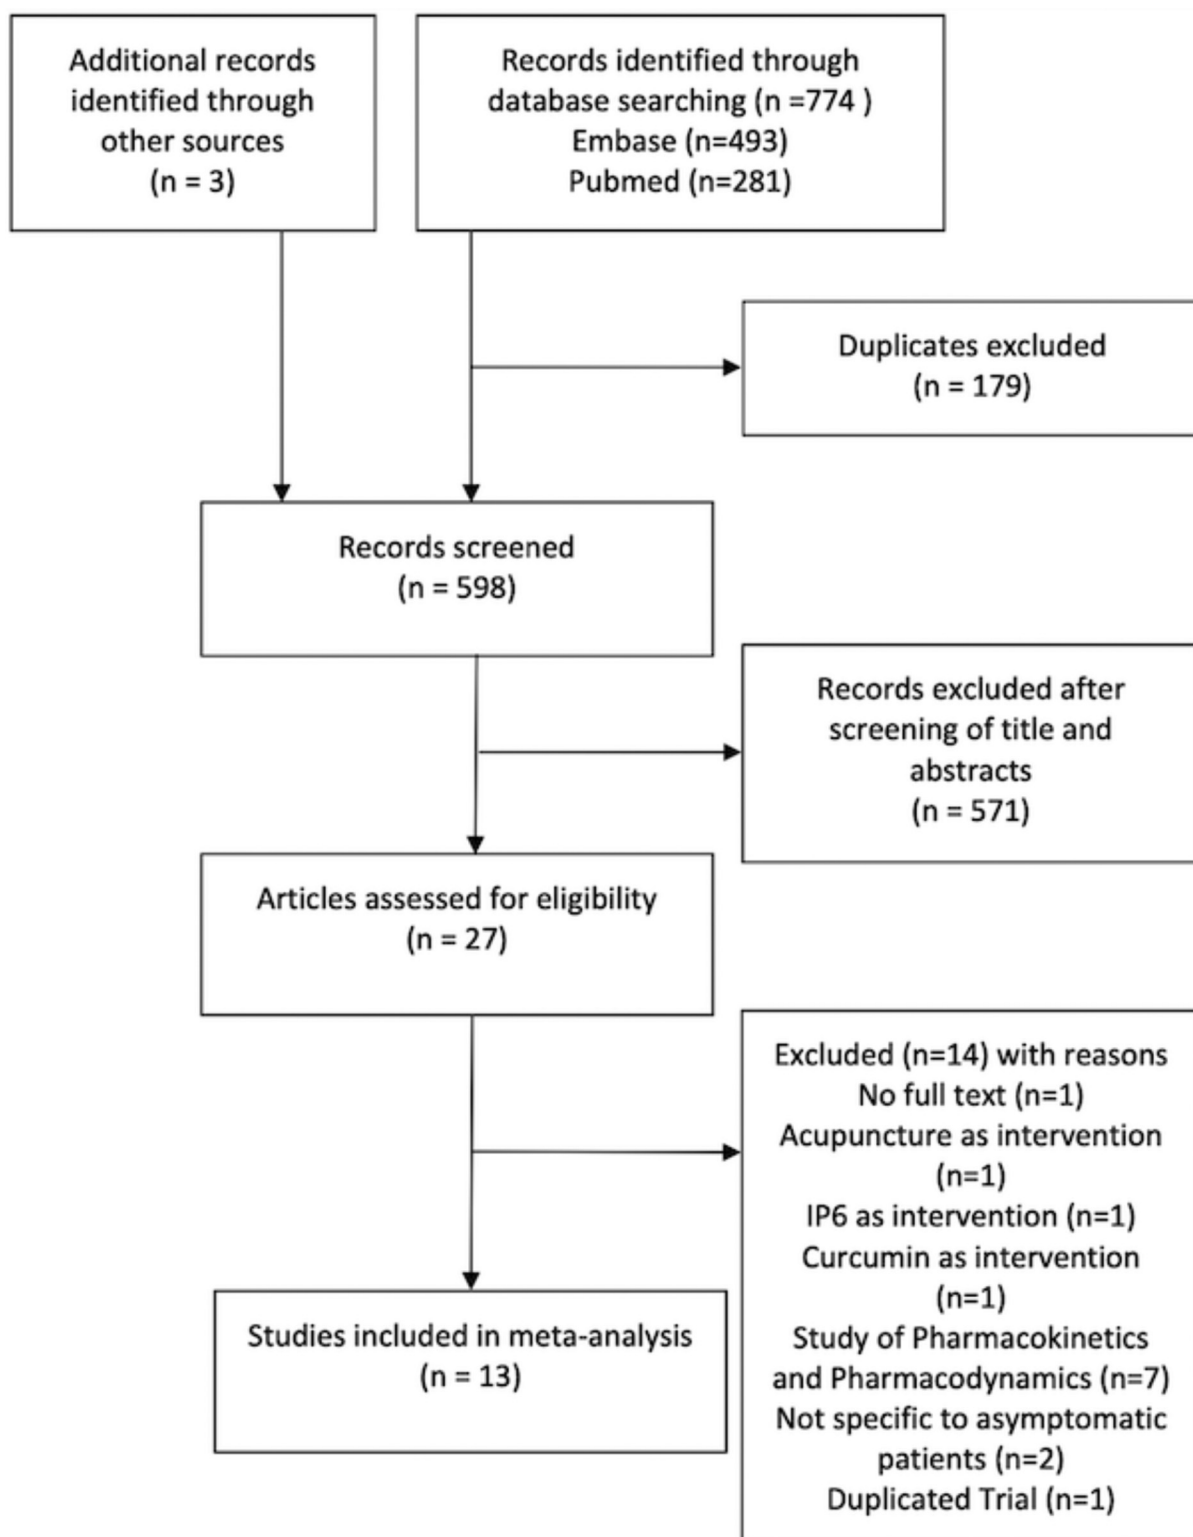 Additional records
identified through
other sources
(n = 3)
Records identified through
database searching (n =774 )
Embase (n=493)
Pubmed (n=281)
Duplicates excluded
(n = 179)
Records screened
(n = 598)
Records excluded after
screening of title and
abstracts
(n = 571)
Articles assessed for eligibility
(n = 27)
Excluded (n=14) with reasons
No full text (n=1)
Acupuncture as intervention
(n=1)
IP6 as intervention (n=1)
Curcumin as intervention
(n=1)
Study of Pharmacokinetics
and Pharmacodynamics (n=7)
Not specific to asymptomatic
patients (n=2)
Duplicated Trial (n=1)
Studies included in meta-analysis
(n = 13)